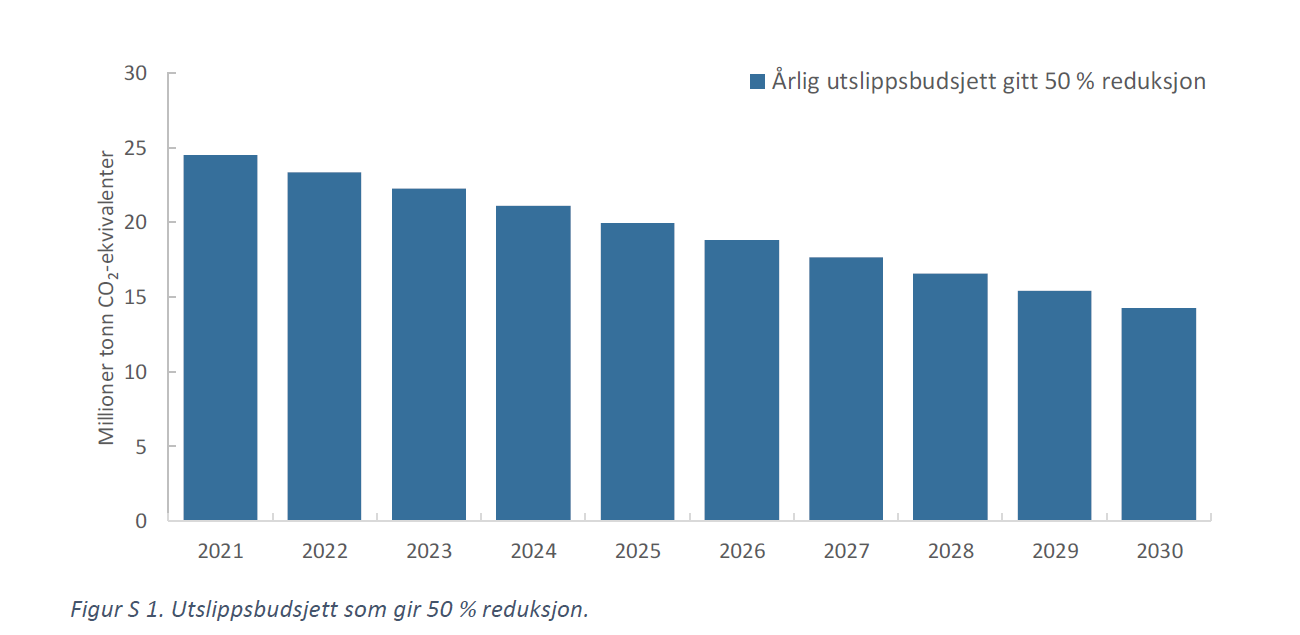 30
Årlig utslippsbudsjett gitt 50 % reduksjon
25
20
15
10
5
0
Millioner tonn CO₂-ekvivalenter
2021 2022 2023 2024 2025 2026 2027 2028 2029 2030
Figur S 1. Utslippsbudsjett som gir 50 % reduksjon.